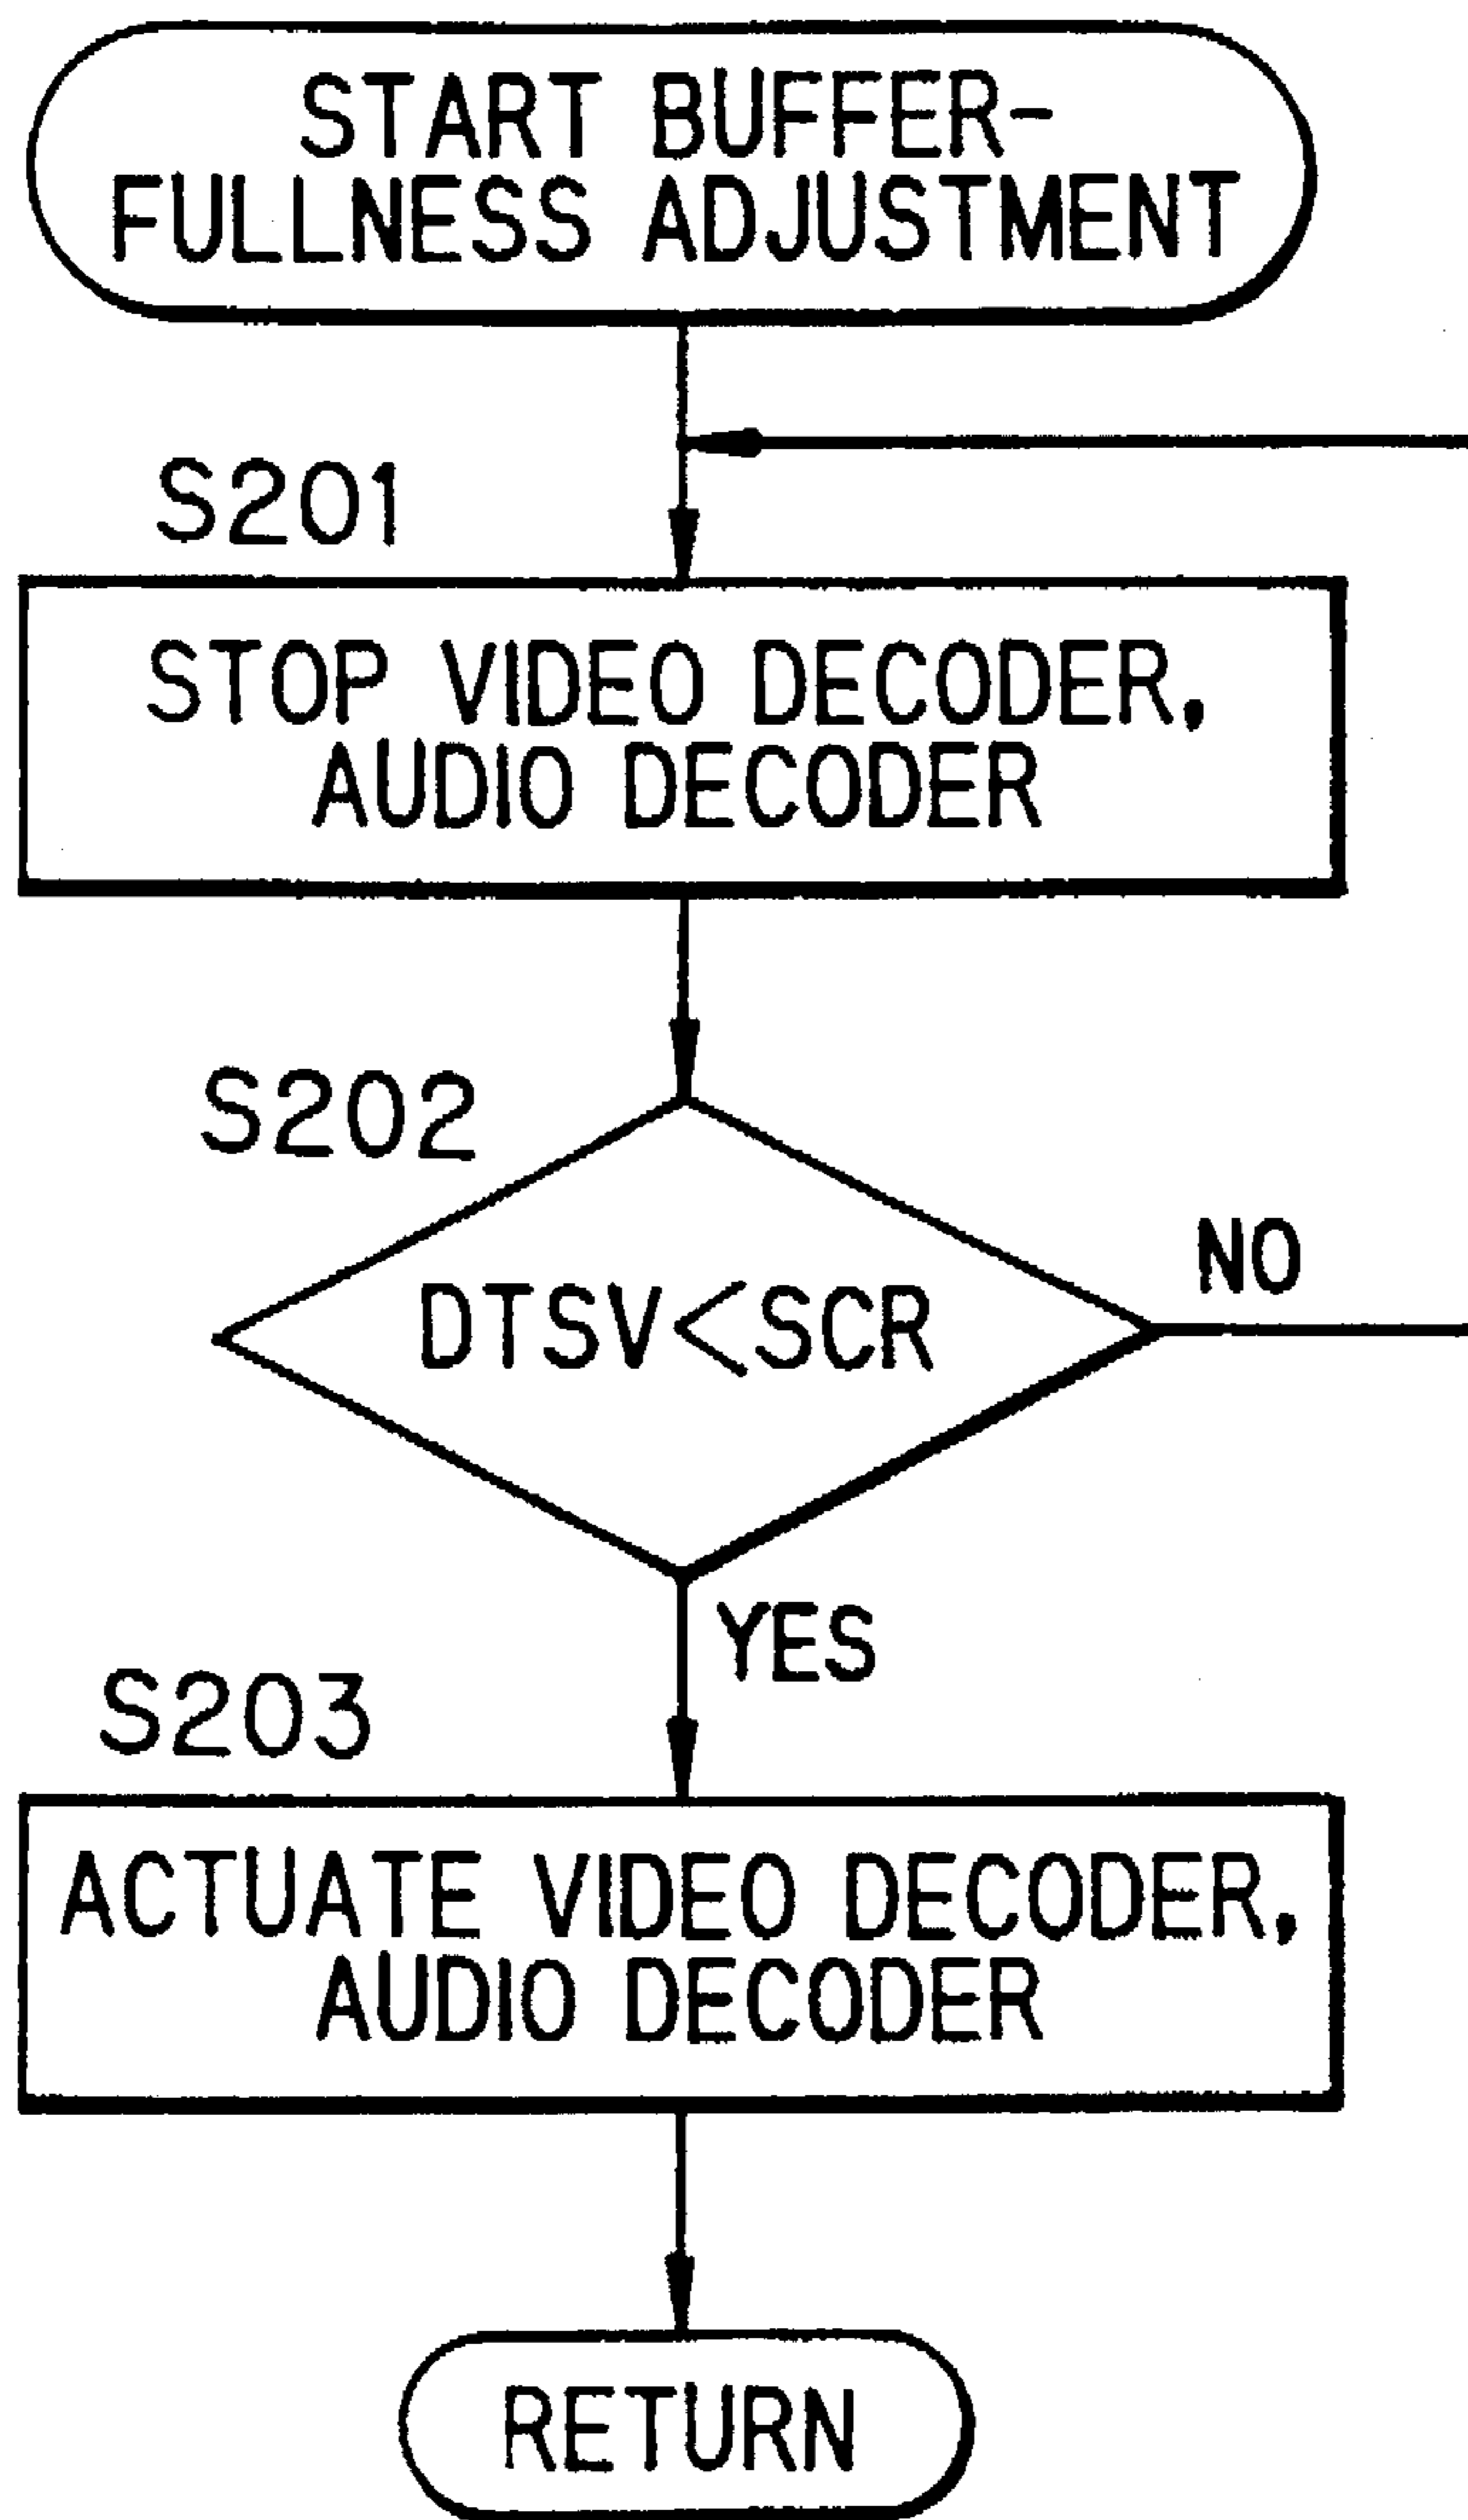 START BUFFER-
FULLNESS ADJUSTMENT
S201
STOP VIDEO DECODER,
AUDIO DECODER
S202
DTSV<SCR
NO
YES
S203
ACTUATE VIDEO DECODER,
AUDIO DECODER
RETURN